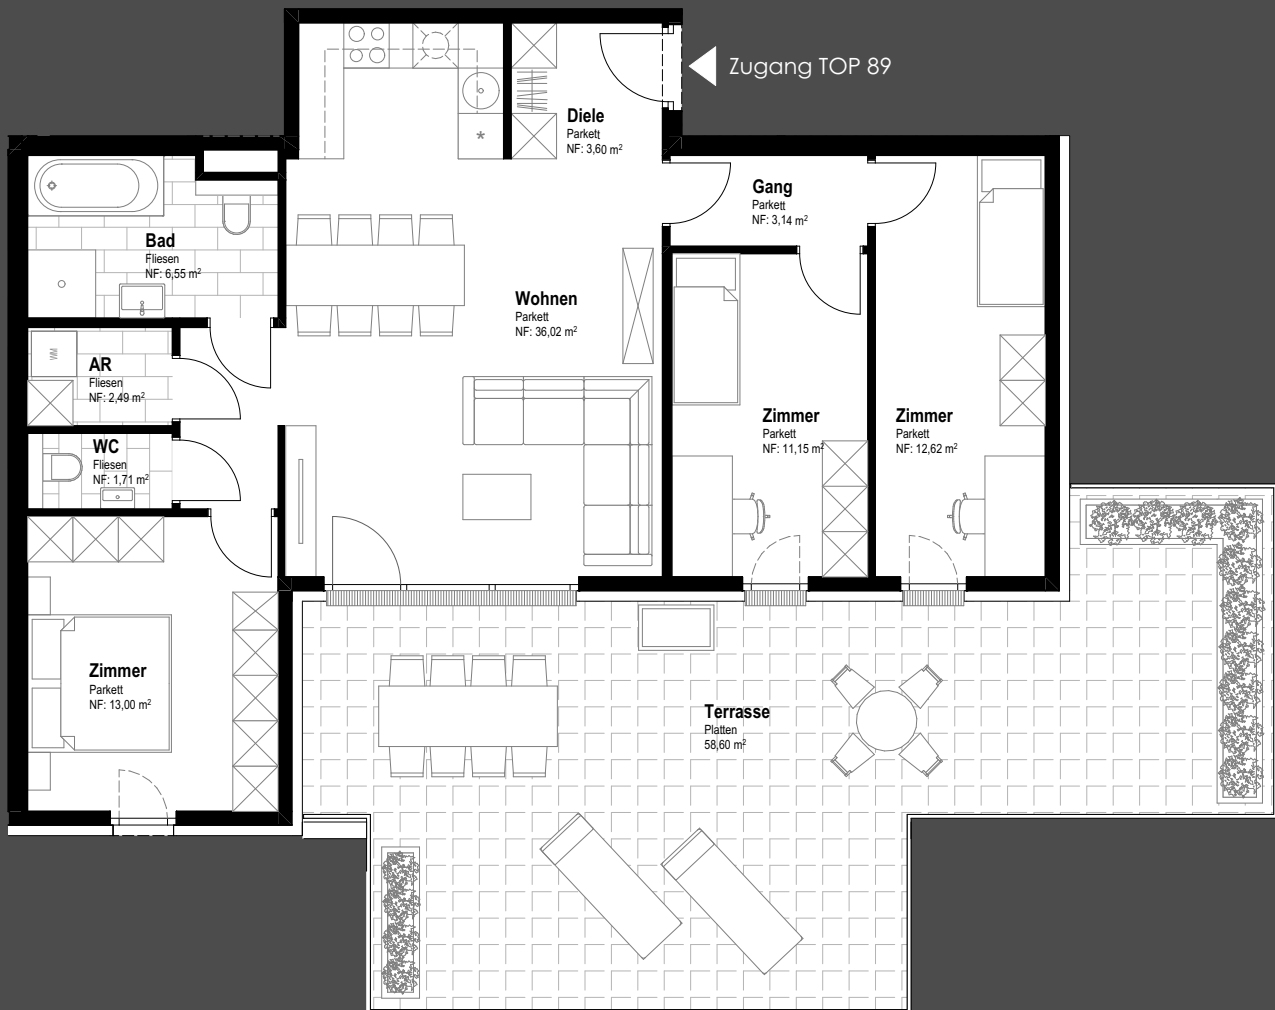 Zugang TOP 89
Diele
Parkett
NF: 3,60 m²
*
Gang
Parkett
NF: 3,14 m²
Bad
Fliesen
NF: 6,55 m²
Wohnen
Parkett
NF: 36,02 m²
AR
Fliesen
NF: 2,49 m²
WM
WC
Fliesen
NF: 1,71 m²
Zimmer
Parkett
NF: 11,15 m²
Zimmer
Parkett
NF: 12,62 m²
Zimmer
Parkett
NF: 13,00 m²
Terrasse
Platten
58,60 m²